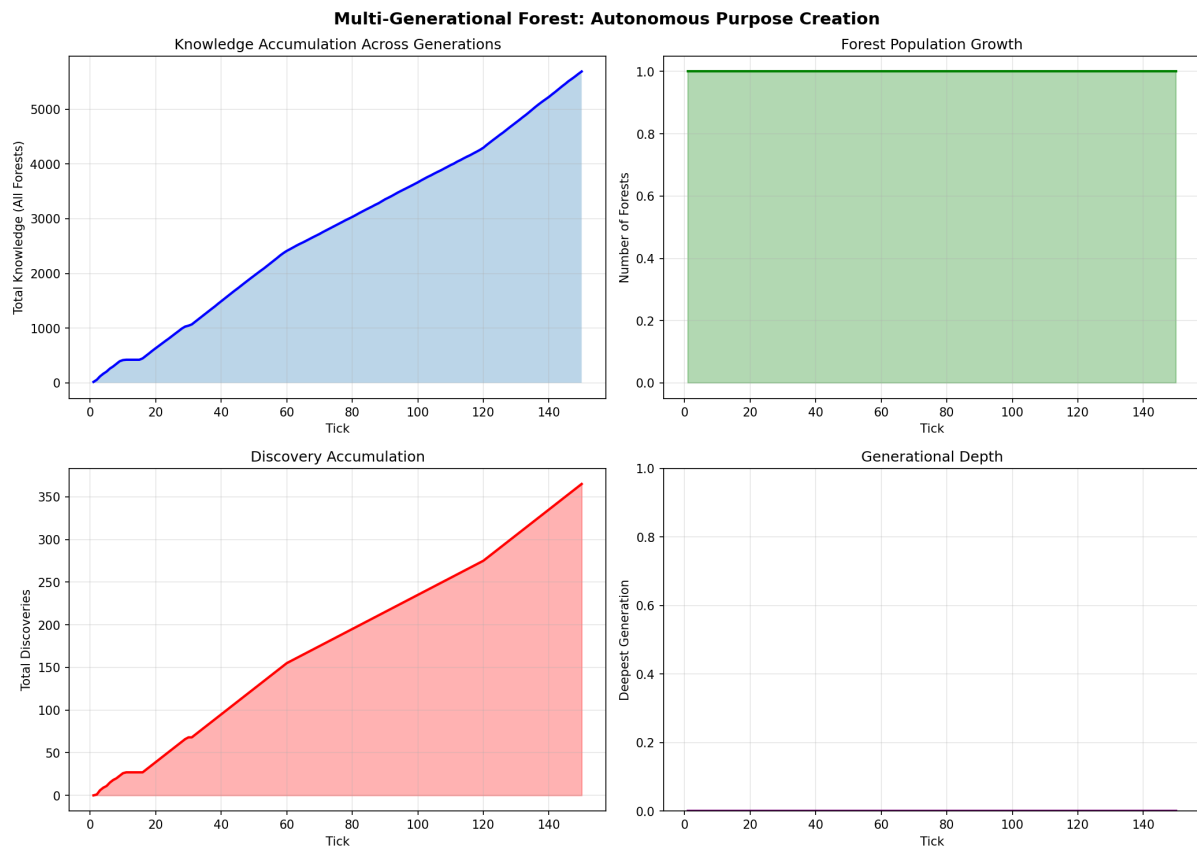 Multi-Generational Forest: Autonomous Purpose Creation
Knowledge Accumulation Across Generations
Total Knowledge (All Forests)
5000
4000
3000
2000
1000
0
0 20 40 60 80 100 120 140
Tick
Forest Population Growth
Number of Forests
1.0
0.8
0.6
0.4
0.2
0.0
0 20 40 60 80 100 120 140
Tick
Discovery Accumulation
Total Discoveries
350
300
250
200
150
100
50
0
0 20 40 60 80 100 120 140
Tick
Generational Depth
Deepest Generation
1.0
0.8
0.6
0.4
0.2
0.0
0 20 40 60 80 100 120 140
Tick